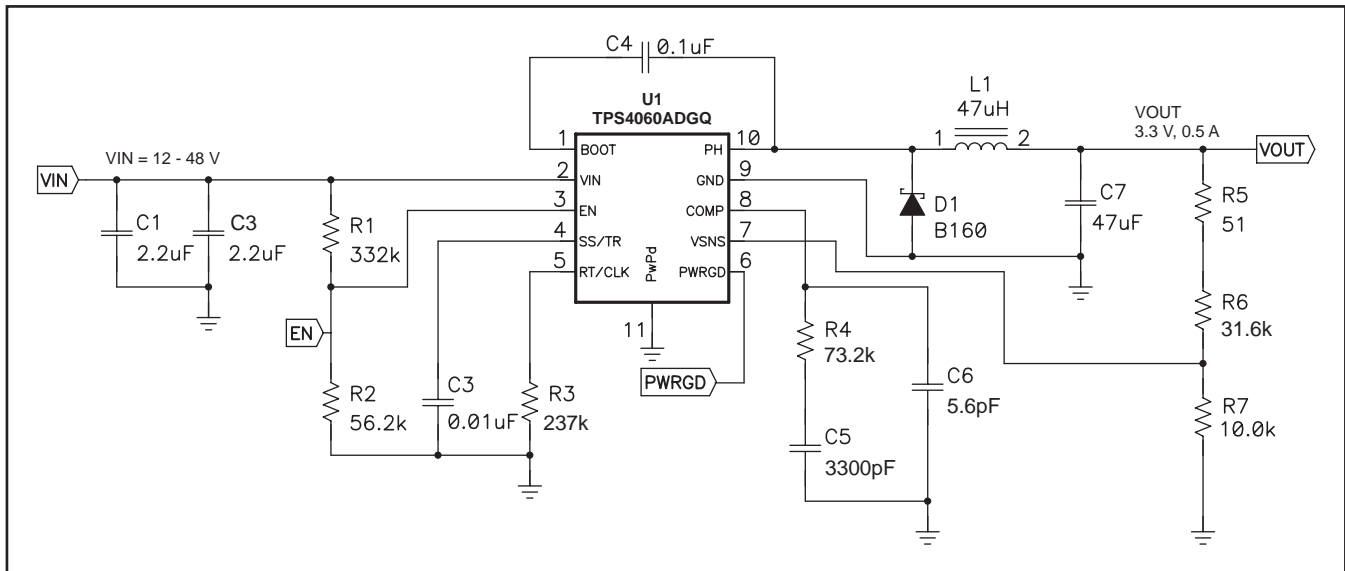 C4
0.1uF
U1
TPS4060ADGQ
L1
47uH
VOUT
3.3 V, 0.5 A
VIN = 12 - 48 V
1
BOOT
PH
10
1
2
VOUT
VIN
2
VIN
GND
9
3
EN
COMP
8
4
SS/TR
VSNS
7
5
RT/CLK
PwPd
PWRGD
6
C1
2.2uF
C3
2.2uF
R1
332k
D1
B160
C7
47uF
R5
51
EN
11
R6
31.6k
R4
73.2k
PWRGD
R2
56.2k
C3
0.01uF
R3
237k
C6
5.6pF
R7
10.0k
C5
3300pF